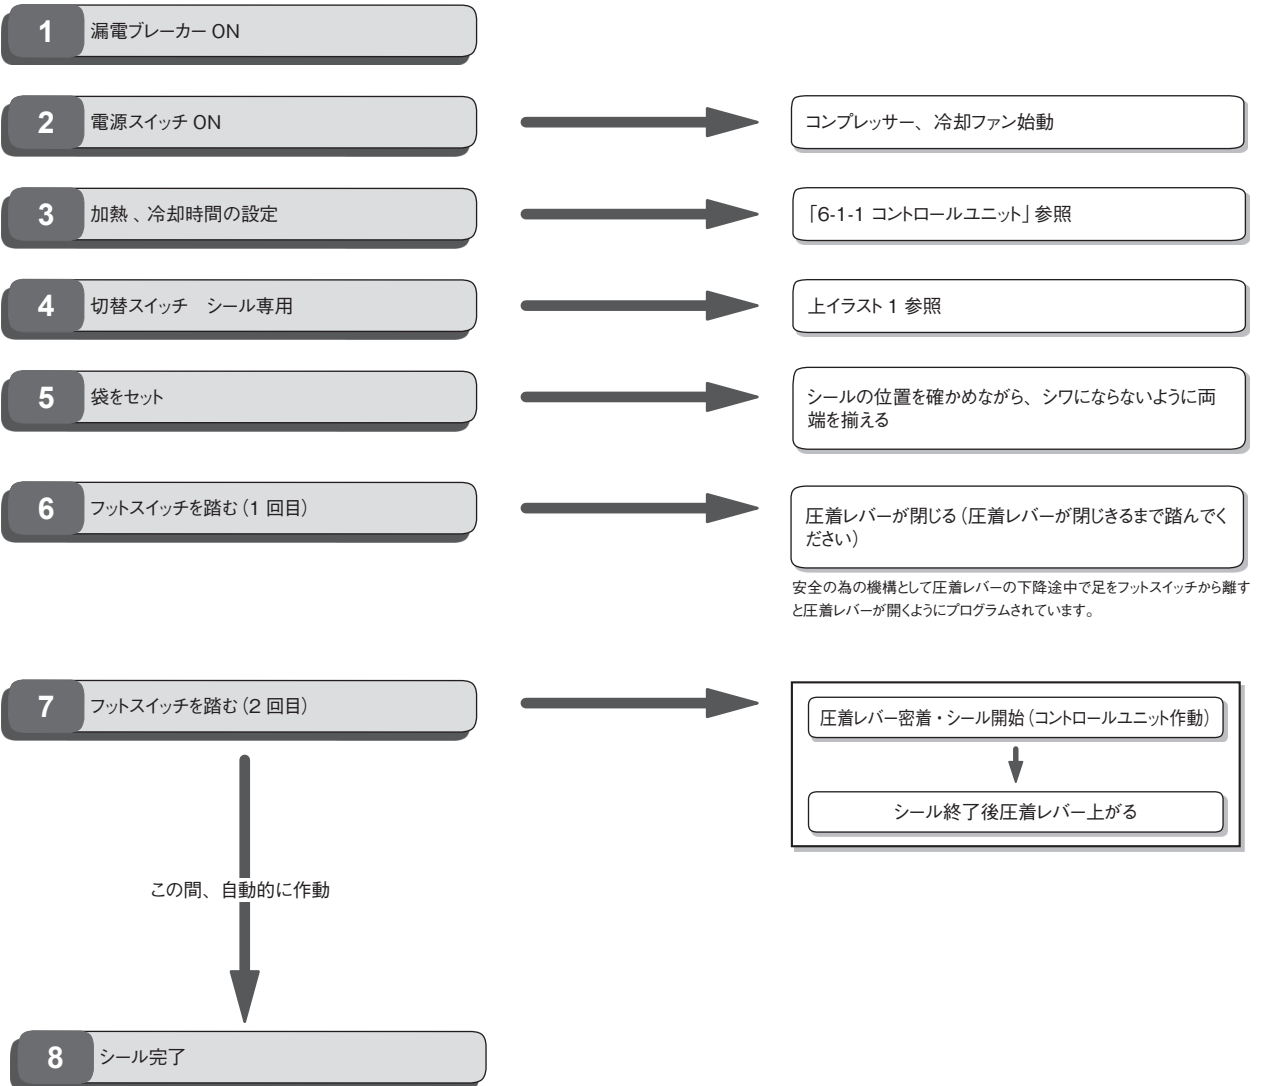 1 漏電ブレーカー ON
2 電源スイッチ ON
コンプレッサー、冷却ファン始動
3 加熱、冷却時間の設定
「6-1-1 コントロールユニット」参照
4 切替スイッチ　シール専用
上イラスト 1 参照
5 袋をセット
シールの位置を確かめながら、シワにならないように両
端を揃える
6 フットスイッチを踏む(1 回目)
圧着レバーが閉じる(圧着レバーが閉じきるまで踏んでく
ださい)
安全の為の機構として圧着レバーの下降途中で足をフットスイッチから離す
と圧着レバーが開くようにプログラムされています。
7 フットスイッチを踏む(2 回目)
圧着レバー密着・シール開始(コントロールユニット作動)
シール終了後圧着レバー上がる
この間、自動的に作動
8 シール完了